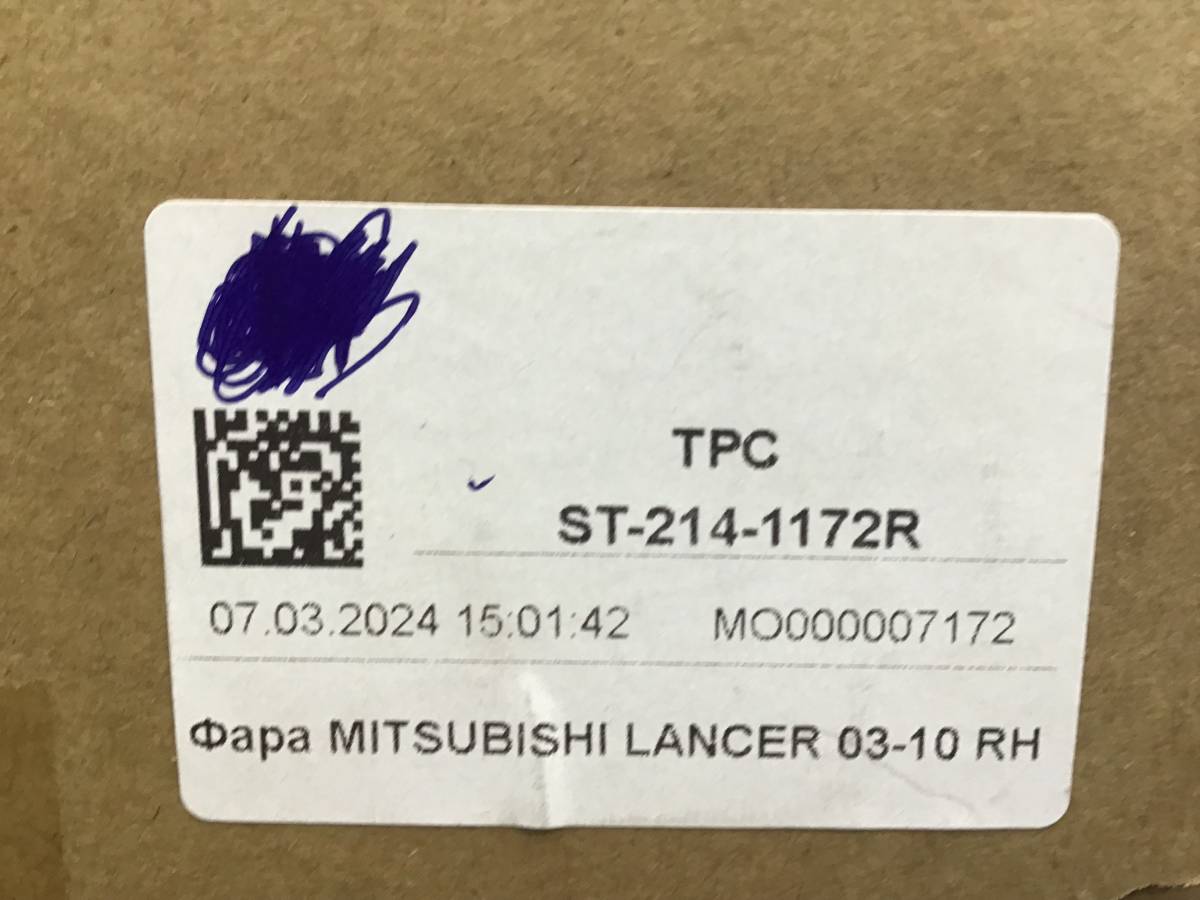 TPC
ST-214-1172R
07.03.2024 15:01:42 MO000007172
Фара MITSUBISHI LANCER 03-10 RH